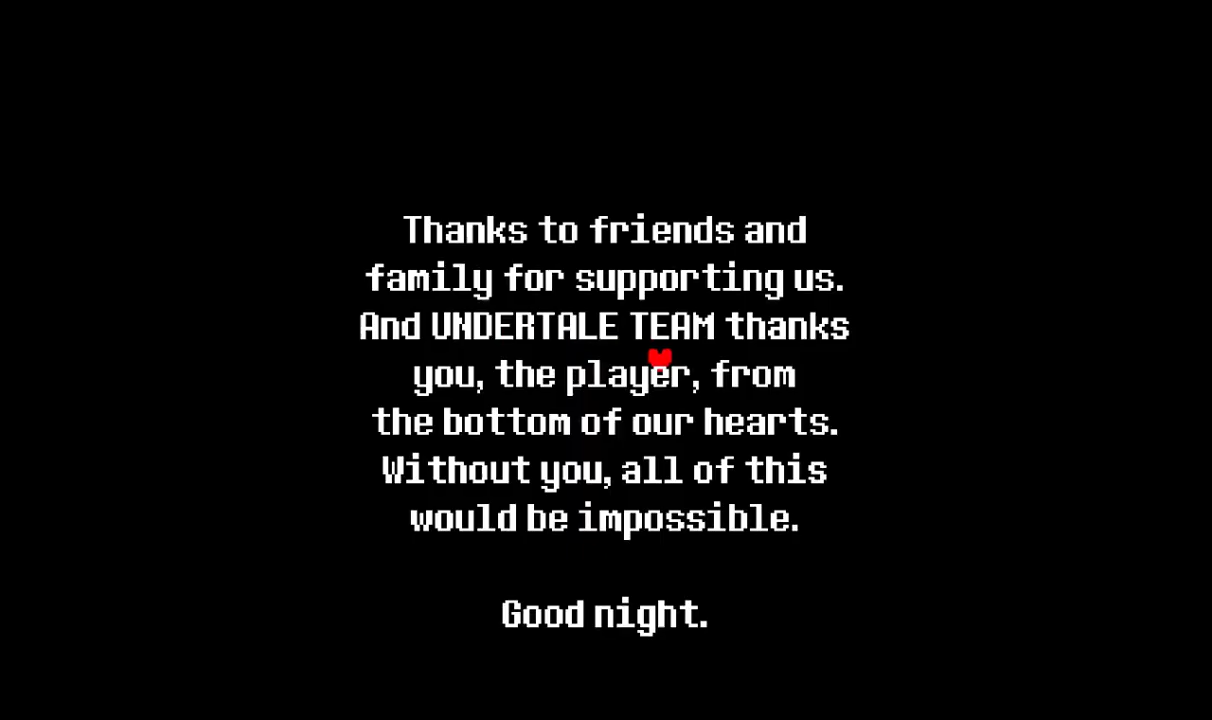 Thanks to friends and
family for supporting us.
And UNDERTALE TEAM thanks
you, the player, from
the bottom of our hearts.
Without you, all of this
would be impossible.
Good night.